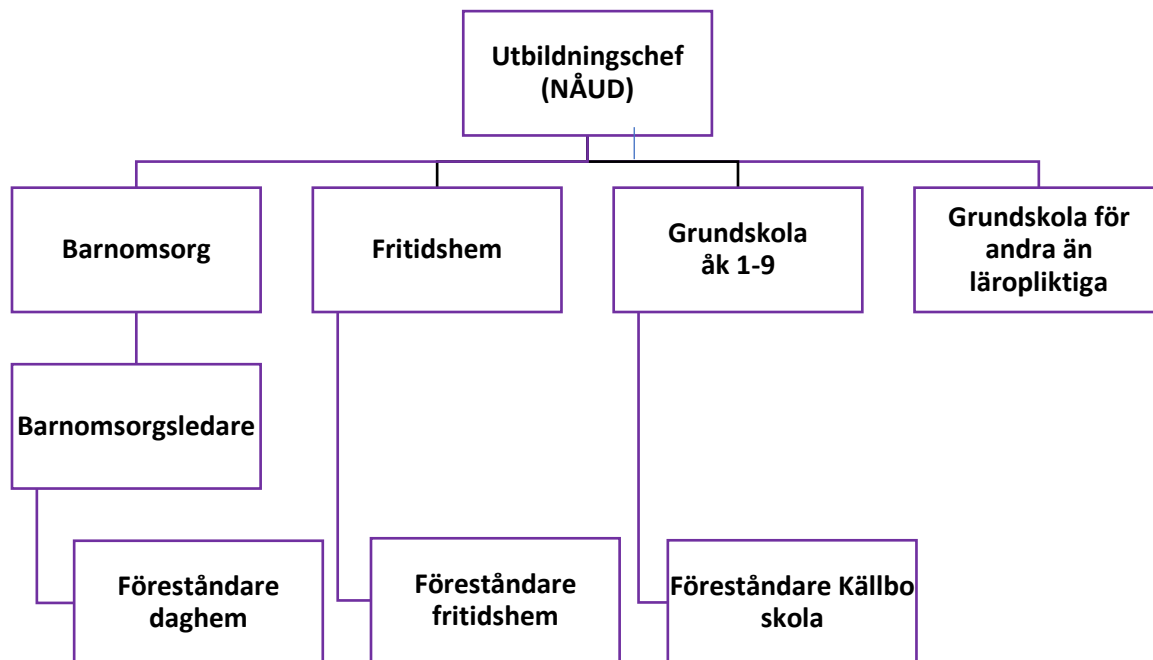 Utbildningschef
(NÅUD)
Barnomsorg
Fritidshem
Grundskola
åk 1-9
Grundskola för
andra än
läropliktiga
Barnomsorgsledare
Föreståndare
daghem
Föreståndare
fritidshem
Föreståndare Källbo
skola